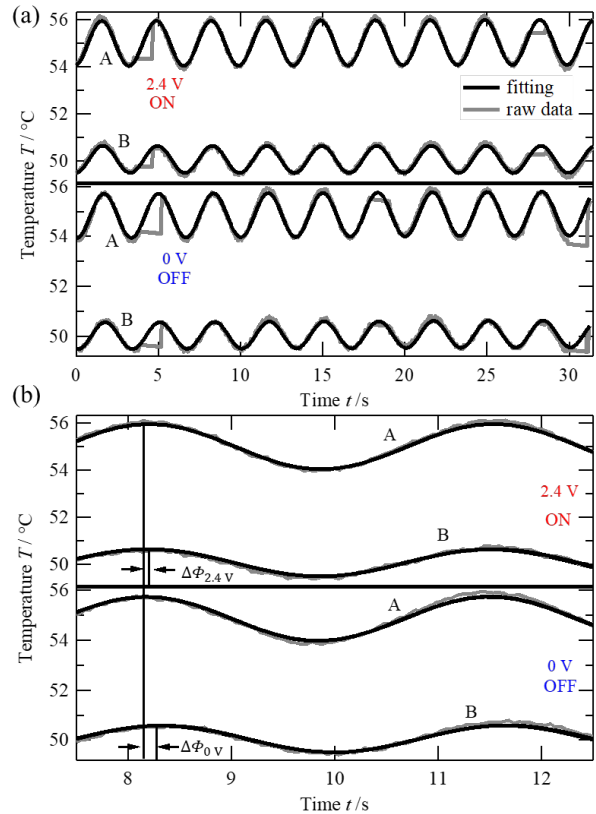 (a)
56
54
52
50
56
54
52
50
A
2.4 V
ON
B
fitting
raw data
A
0 V
OFF
B
Temperature T / °C
0 5 10 15 20 25 30
Time t /s
(b)
56
54
52
50
56
54
52
50
A
2.4 V
ON
B
ΔΦ2.4 V
A
0 V
OFF
B
ΔΦ0 V
Temperature T / °C
8 9 10 11 12
Time t /s